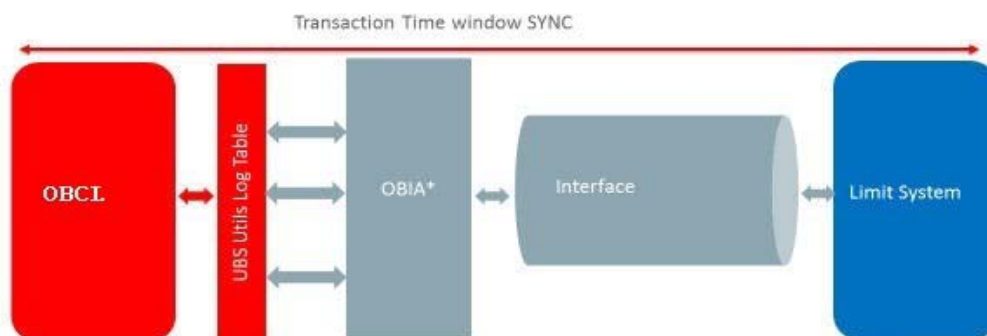 Transaction Time window SYNC
OBCL
UBS Utils Log Table
OBIA*
Interface
Limit System